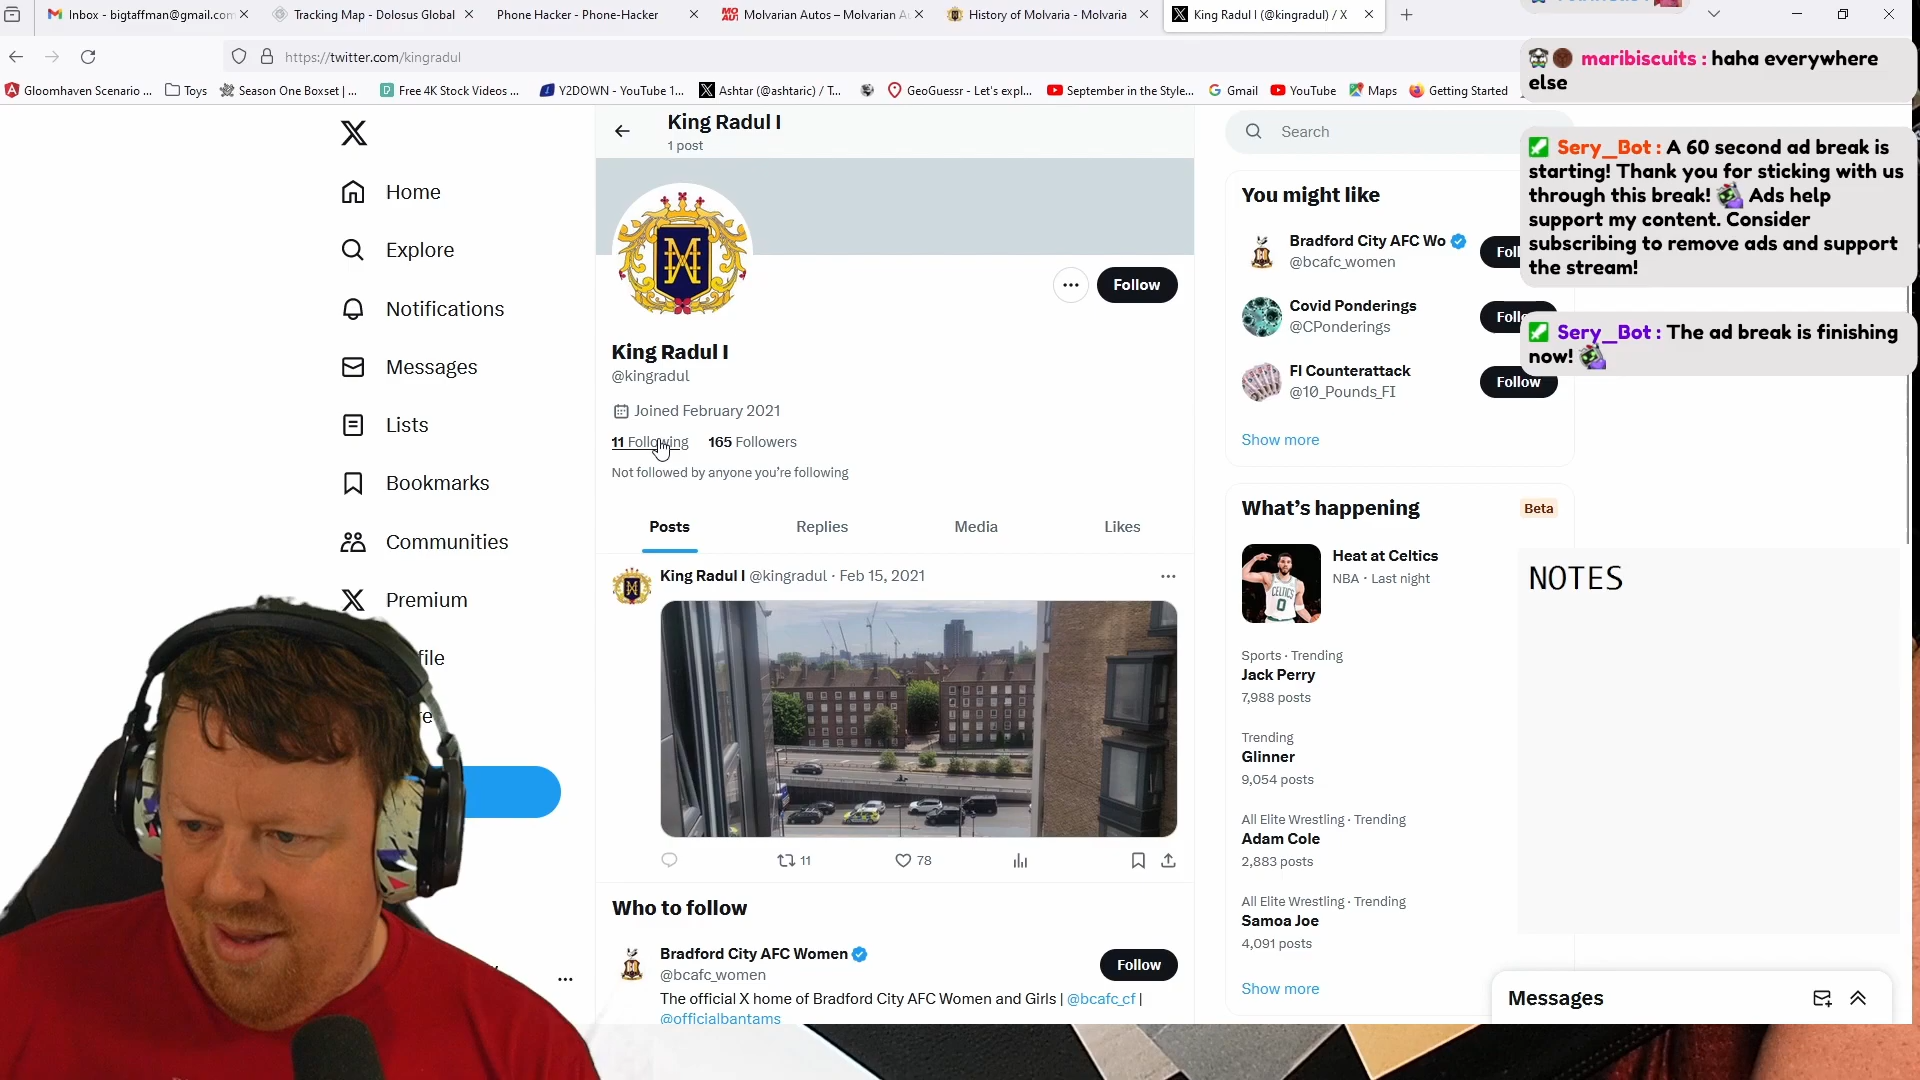 Inbox - bigtaffman@gmail.com
Tracking Map - Dolosus Global
Phone Hacker - Phone-Hacker
Molvarian Autos – Molvarian Au
History of Molvaria - Molvaria
King Radul I (@kingradul) / X
https://twitter.com/kingradul
Gloomhaven Scenario ...
Toys
Season One Boxset | ...
Free 4K Stock Videos ...
Y2DOWN - YouTube 1...
Ashtar (@ashtaric) / T...
GeoGuessr - Let's expl...
September in the Style...
Gmail
YouTube
Maps
Getting Started
Home
Explore
Notifications
Messages
Lists
Bookmarks
Communities
Premium
King Radul I
1 post
Follow
King Radul I
@kingradul
Joined February 2021
11 Following 165 Followers
Not followed by anyone you're following
Posts Replies Media Likes
King Radul I @kingradul · Feb 15, 2021
11 78
Who to follow
Bradford City AFC Women
@bcafc_women
Follow
The official X home of Bradford City AFC Women and Girls | @bcafc_cf |
@officialbantams
Search
You might like
Bradford City AFC Wo
@bcafc_women
Covid Ponderings
@CPonderings
FI Counterattack
@10_Pounds_FI
Follow
Show more
What's happening
Beta
Heat at Celtics
NBA · Last night
Sports · Trending
Jack Perry
7,988 posts
Trending
Glinner
9,054 posts
All Elite Wrestling · Trending
Adam Cole
2,883 posts
All Elite Wrestling · Trending
Samoa Joe
4,091 posts
Show more
maribiscuits : haha everywhere
else
Sery_Bot : A 60 second ad break is
starting! Thank you for sticking with us
through this break! Ads help
support my content. Consider
subscribing to remove ads and support
the stream!
Sery_Bot : The ad break is finishing
now!
NOTES
Messages